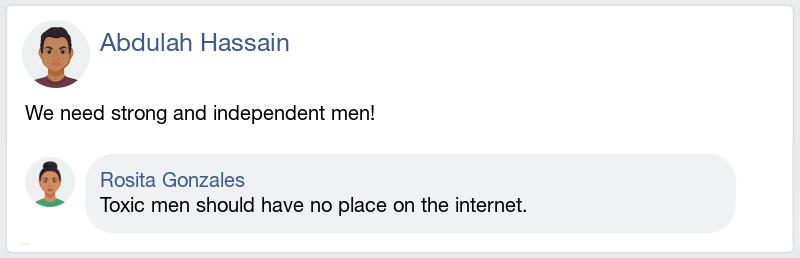 Abdulah Hassain
We need strong and independent men!
Rosita Gonzales
Toxic men should have no place on the internet.